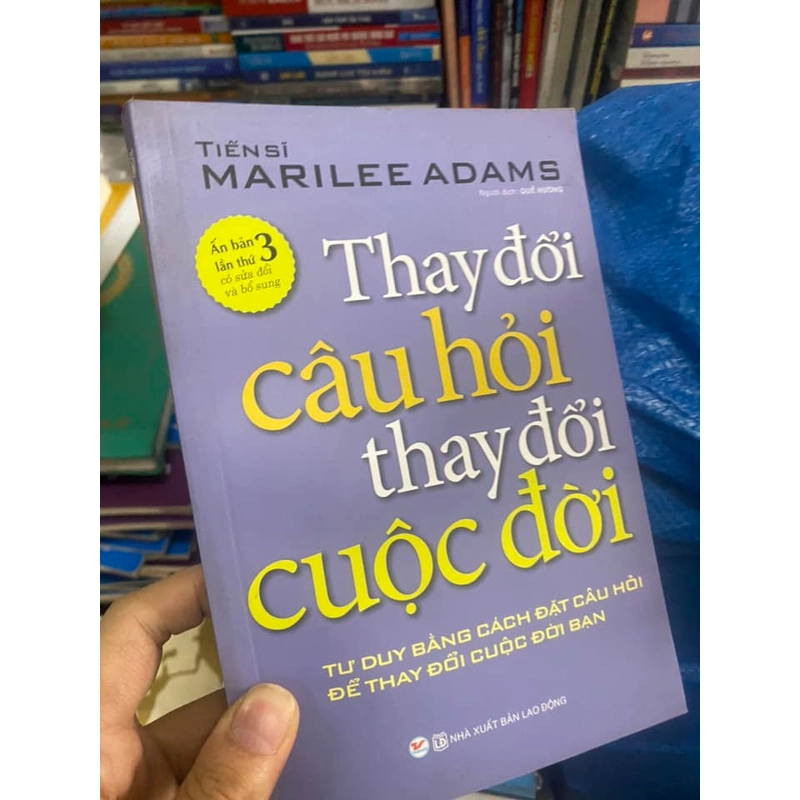 TIẾN SĨ
MARILEE ADAMS
Người dịch: QUẾ HƯƠNG
Ấn bản
lần thứ 3
có sửa đổi
và bổ sung
Thay đổi
câu hỏi
thay đổi
cuộc đời
TƯ DUY BẰNG CÁCH ĐẶT CÂU HỎI
ĐỂ THAY ĐỔI CUỘC ĐỜI BẠN
LĐ NHÀ XUẤT BẢN LAO ĐỘNG